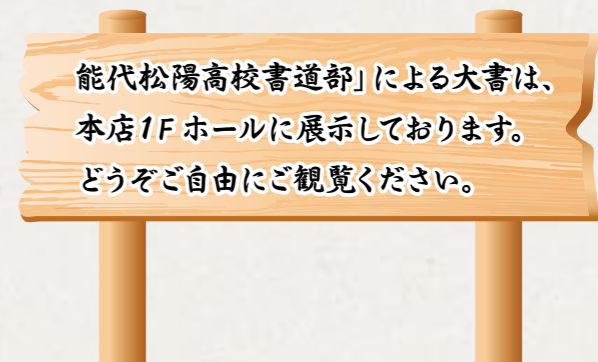 能代松陽高校書道部」による大書は、
本店1Fホールに展示しております。
どうぞご自由にご観覧ください。